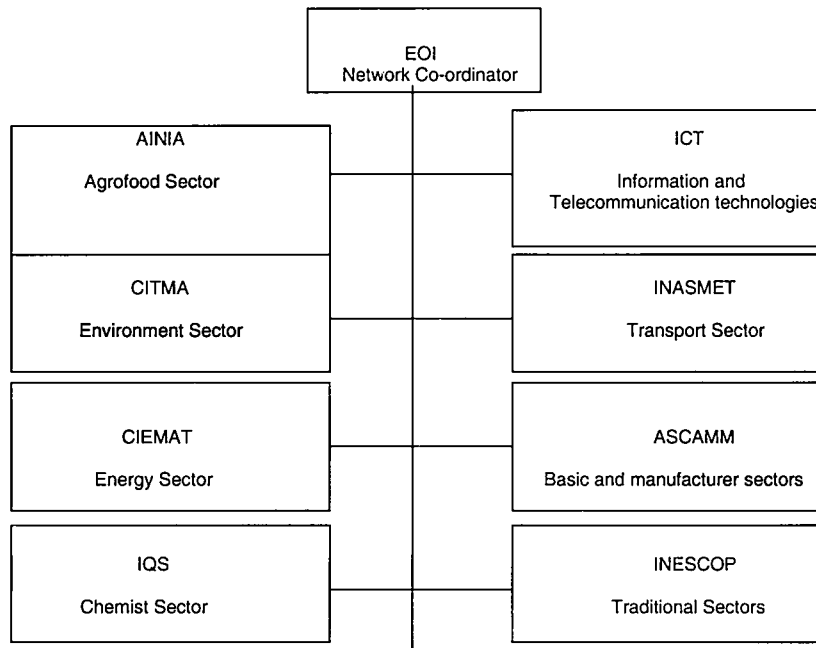 EOI
Network Co-ordinator
AINIA
Agrofood Sector
ICT
Information and
Telecommunication technologies
CITMA
Environment Sector
INASMET
Transport Sector
CIEMAT
Energy Sector
ASCAMM
Basic and manufacturer sectors
IQS
Chemist Sector
INESCOP
Traditional Sectors